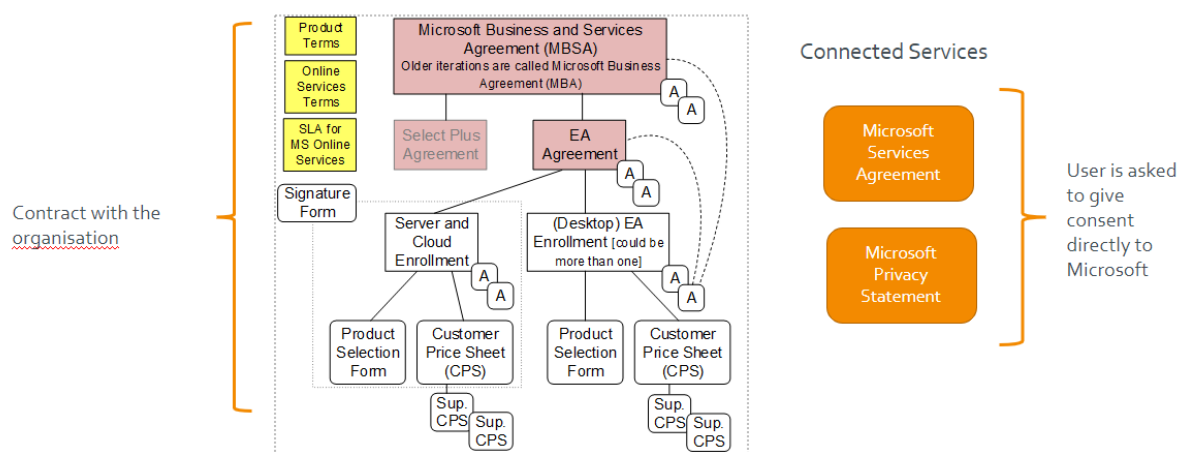 Contract with the
organisation
Product
Terms
Online
Services
Terms
SLA for
MS Online
Services
Signature
Form
Microsoft Business and Services
Agreement (MBSA)
Older iterations are called Microsoft Business
Agreement (MBA)
A
A
Select Plus
Agreement
EA
Agreement
A
A
Server and
Cloud
Enrollment
A
A
(Desktop) EA
Enrollment [could be
more than one]
A
A
Product
Selection
Form
Customer
Price Sheet
(CPS)
Product
Selection
Form
Customer
Price Sheet
(CPS)
Sup.
CPS
Sup.
CPS
Sup.
CPS
Sup.
CPS
Connected Services
Microsoft
Services
Agreement
Microsoft
Privacy
Statement
User is asked
to give
consent
directly to
Microsoft